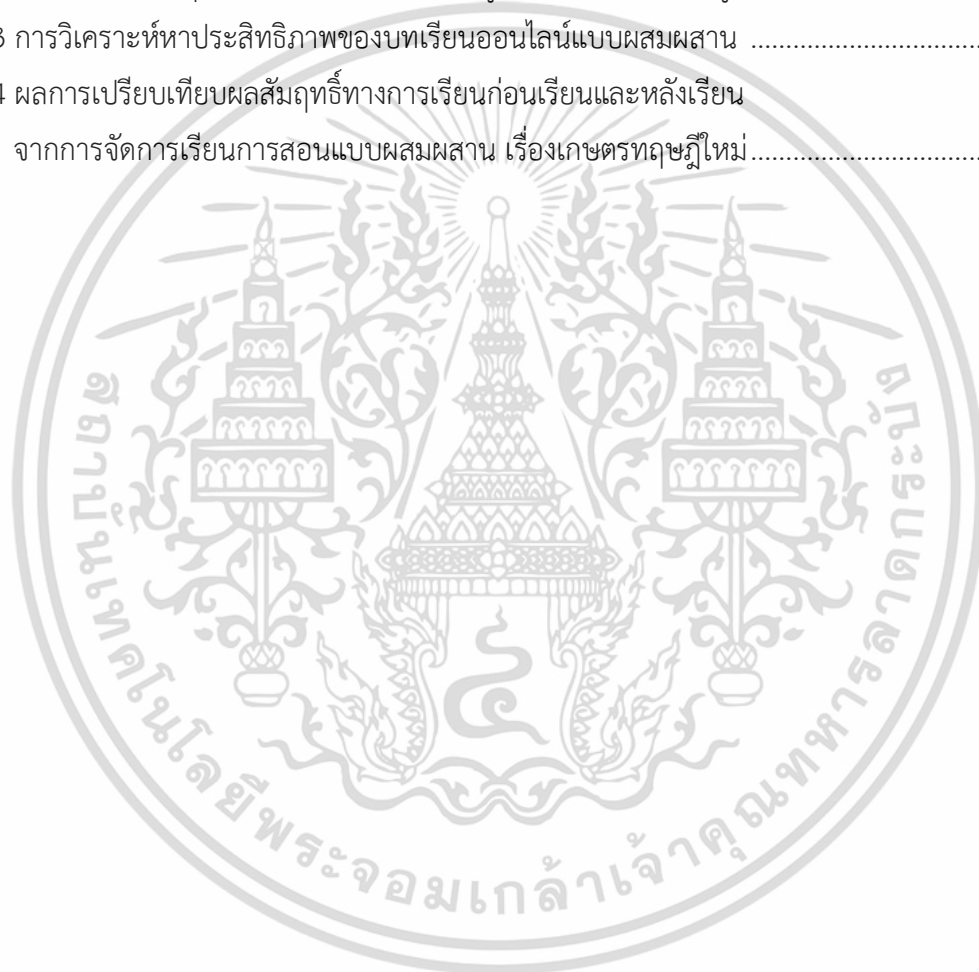 3 การวิเคราะห์หาประสิทธิภาพของบทเรียนออนไลน์แบบผสมผสาน ................................
4 ผลการเปรียบเทียบผลสัมฤทธิ์ทางการเรียนก่อนเรียนและหลังเรียน
จากการจัดการเรียนการสอนแบบผสมผสาน เรื่องเกษตรทฤษฎีใหม่................................
สถาบันเทคโนโลยีพระจอมเกล้าเจ้าคุณทหารลาดกระบัง
๔